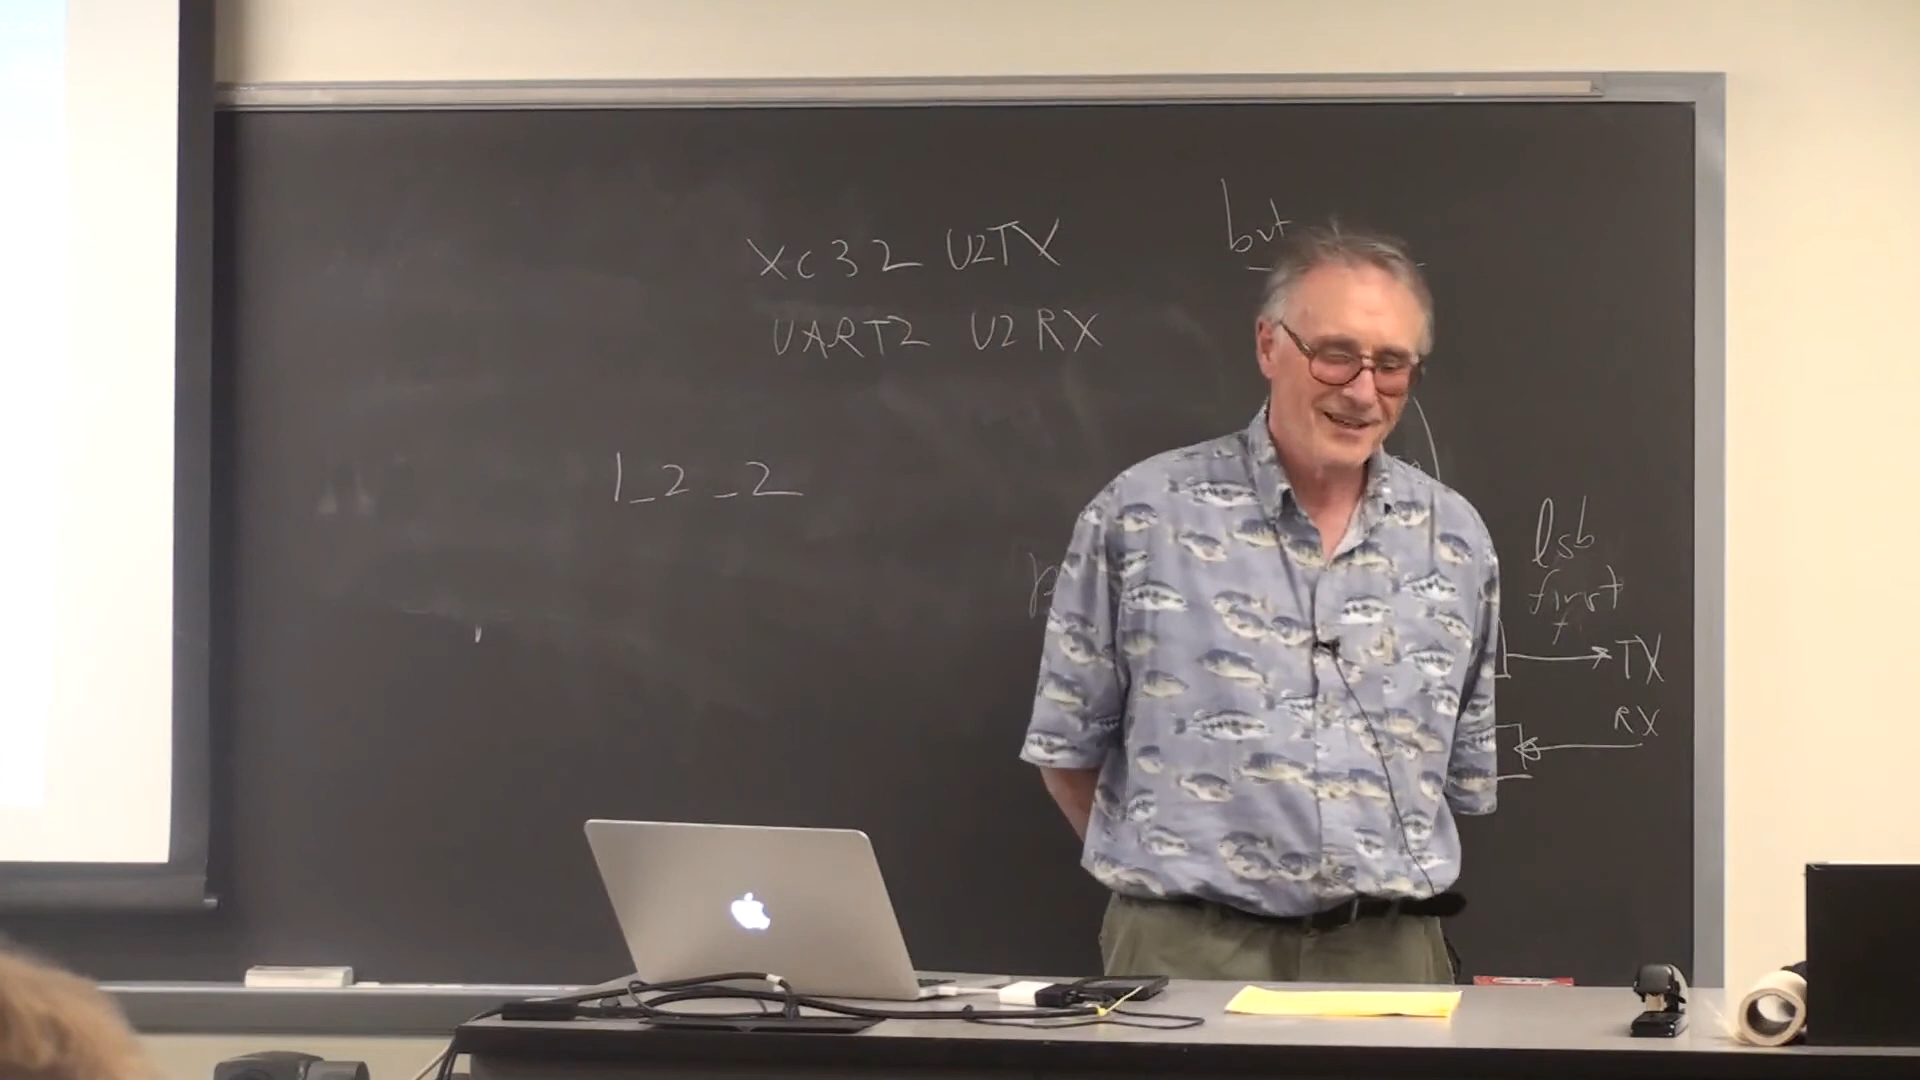 but
XC32 U2TX
UART2 U2RX
1_2_2
lsb
first
TX
RX